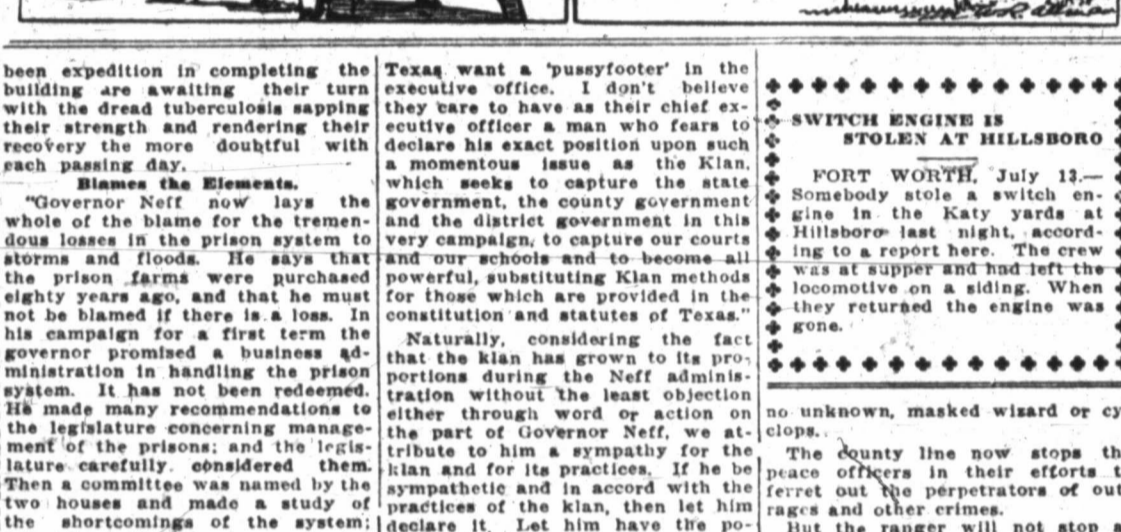 been expedition in completing the
building are awaiting their turn
with the dread tuberculosis sapping
their strength and rendering their
recovery the more doubtful with
each passing day.
Blames the Elements.
"Governor Neff now lays the
whole of the blame for the tremen-
dous losses in the prison system to
storms and floods. He says that
the prison farms were purchased
eighty years ago, and that he must
not be blamed if there is a loss. In
his campaign for a first term the
governor promised a business ad-
ministration in handling the prison
system. It has not been redeemed.
He made many recommendations to
the legislature concerning manage-
ment of the prisons; and the legis-
lature carefully considered them.
Then a committee was named by the
two houses and made a study of
the shortcomings of the system;
Texas want a 'pussyfooter' in the
executive office. I don't believe
they care to have as their chief ex-
ecutive officer a man who fears to
declare his exact position upon such
a momentous issue as the Klan,
which seeks to capture the state
government, the county government
and the district government in this
very campaign, to capture our courts
and our schools and to become all
powerful, substituting Klan methods
for those which are provided in the
constitution and statutes of Texas."
Naturally, considering the fact
that the klan has grown to its pro-
portions during the Neff adminis-
tration without the least objection
either through word or action on
the part of Governor Neff, we at-
tribute to him a sympathy for the
klan and for its practices. If he be
sympathetic and in accord with the
practices of the klan, then let him
declare it. Let him have the po-
SWITCH ENGINE IS
STOLEN AT HILLSBORO
FORT WORTH, July 13.—
Somebody stole a switch en-
gine in the Katy yards at
Hillsboro last night, accord-
ing to a report here. The crew
was at supper and had left the
locomotive on a siding. When
they returned the engine was
gone.
no unknown, masked wizard or cy
clops.
The county line now stops th
peace officers in their efforts t
ferret out the perpetrators of out
rages and other crimes.
But the ranger will not stop a